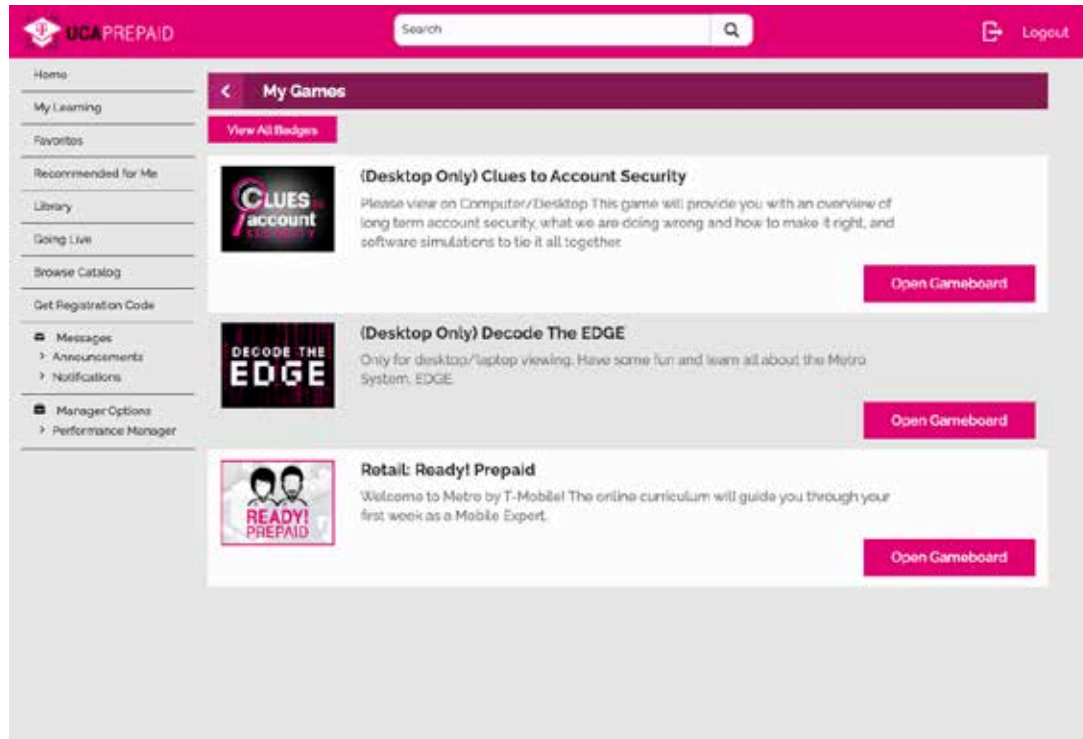 UCAPREPAID
Search
Logout
Home
My Learning
Favorites
Recommended for Me
Library
Going Live
Browse Catalog
Get Registration Code
Messages
> Announcements
> Notifications
Manager Options
> Performance Manager
< My Games
View All Badges
CLUES to
account
SECURITY
(Desktop Only) Clues to Account Security
Please view on Computer/Desktop This game will provide you with an overview of
long term account security, what we are doing wrong and how to make it right, and
software simulations to tie it all together.
Open Gameboard
DECODE THE
EDGE
(Desktop Only) Decode The EDGE
Only for desktop/laptop viewing. Have some fun and learn all about the Metro
System, EDGE.
Open Gameboard
READY!
PREPAID
Retail: Ready! Prepaid
Welcome to Metro by T-Mobile! The online curriculum will guide you through your
first week as a Mobile Expert.
Open Gameboard